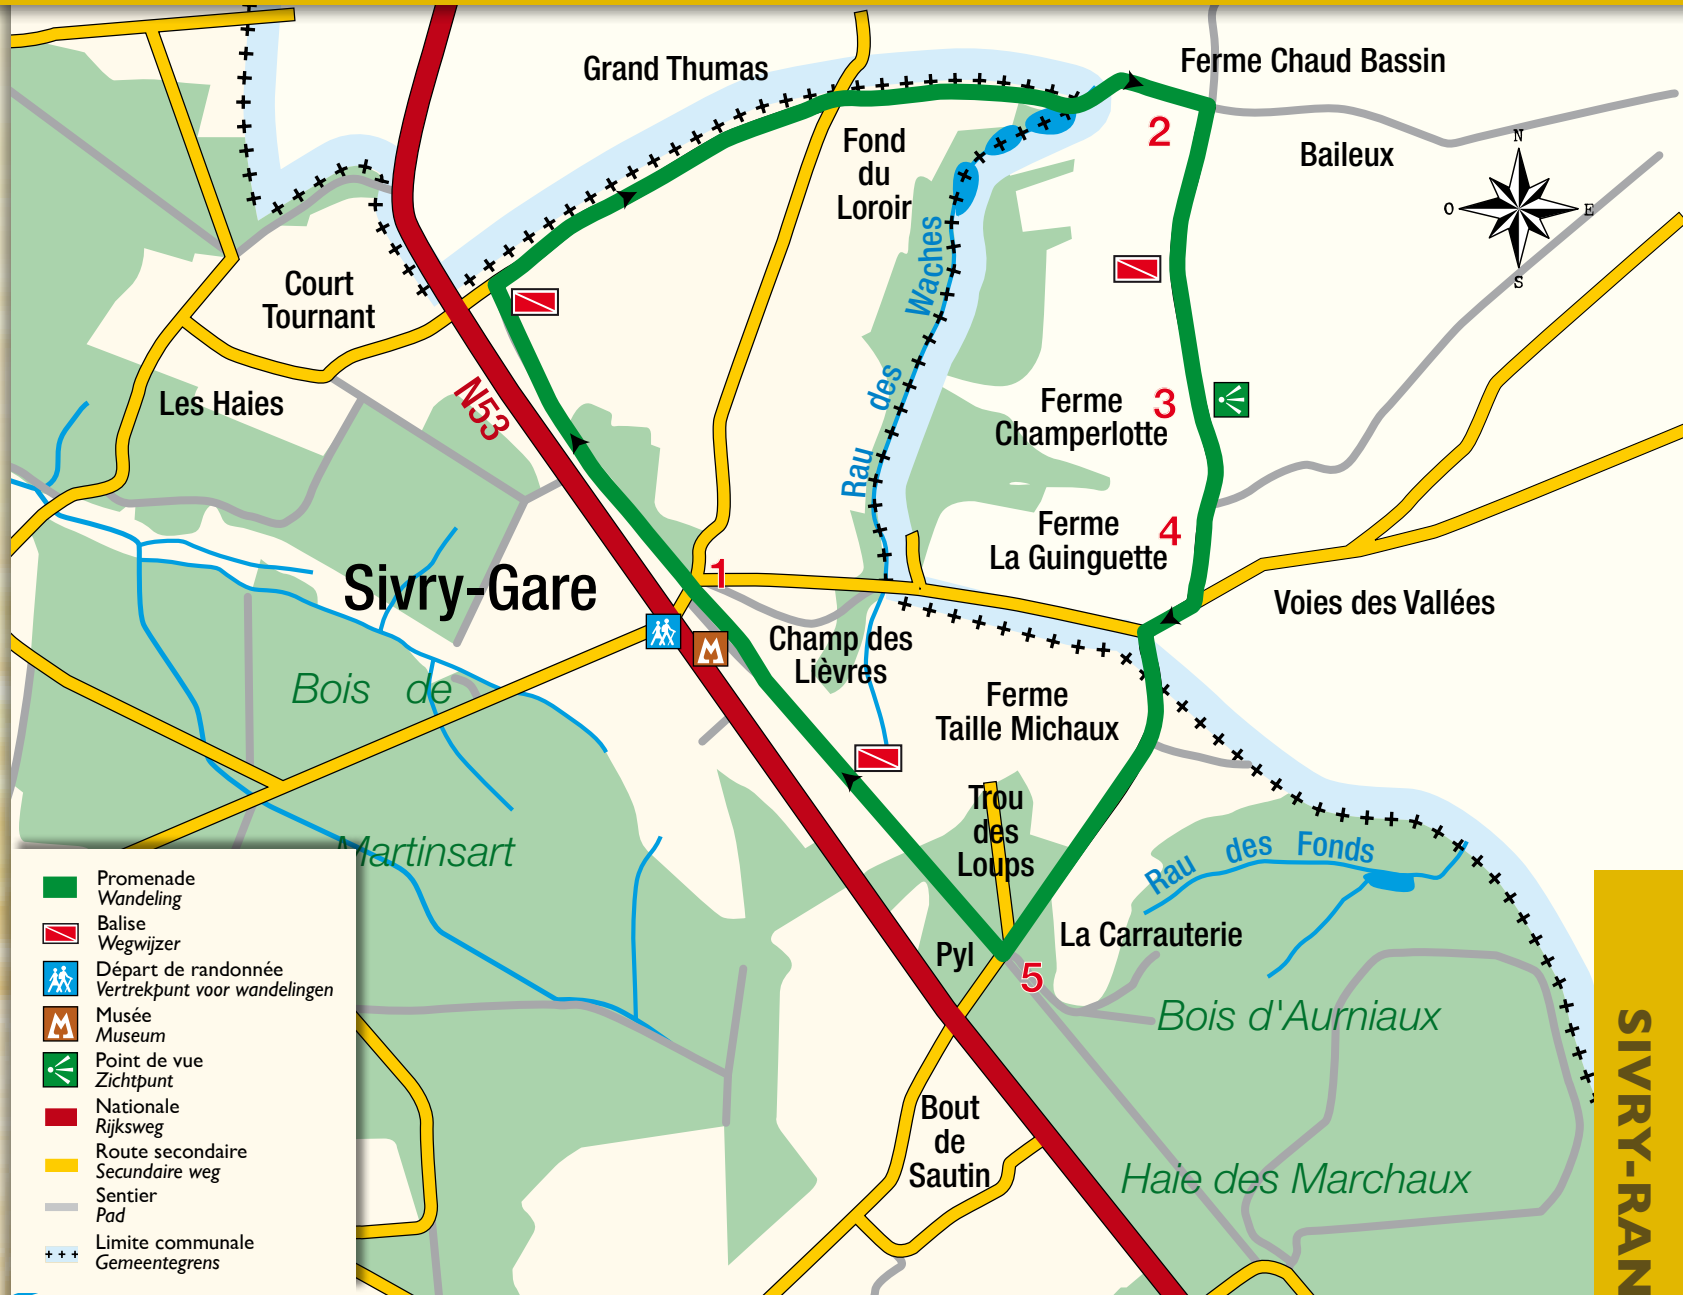 Grand Thumas
Ferme Chaud Bassin
2
Fond
du
Loroir
Baileux
N
O
E
S
Court
Tournant
Rau des Waches
Les Haies
N53
Ferme
Champerlotte
3
Ferme
La Guinguette
4
Sivry-Gare
1
Voies des Vallées
Champ des
Lièvres
Bois de
Martinsart
Ferme
Taille Michaux
Trou
des
Loups
Rau des Fonds
La Carrauterie
Pyl
5
Bois d'Aurniaux
Bout
de
Sautin
Haie des Marchaux
Promenade
Wandeling
Balise
Wegwijzer
Départ de randonnée
Vertrekpunt voor wandelingen
Musée
Museum
Point de vue
Zichtpunt
Nationale
Rijksweg
Route secondaire
Secundaire weg
Sentier
Pad
Limite communale
Gemeentegrens
SIVRY-RAN